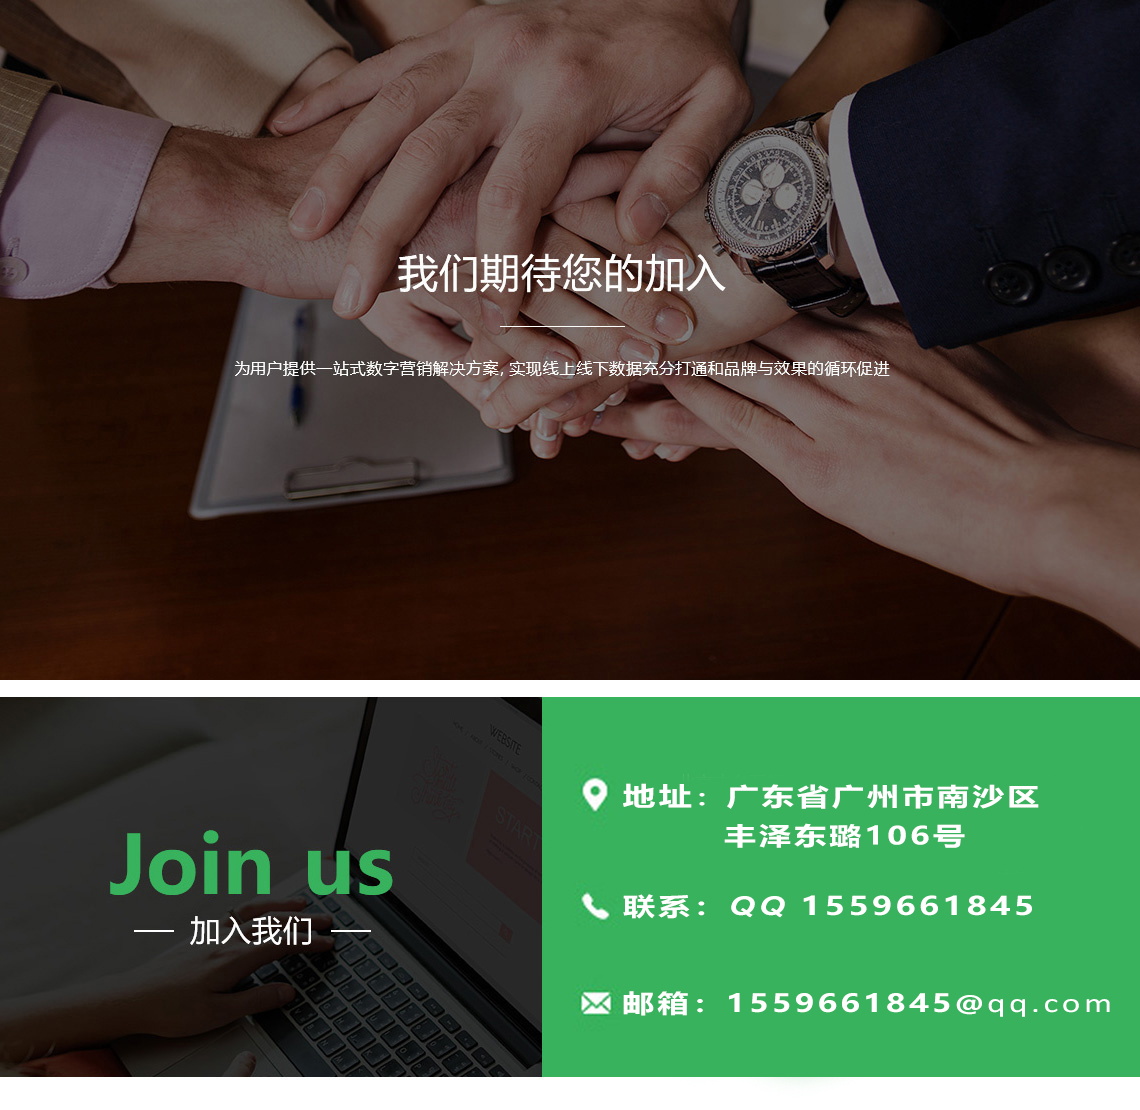 我们期待您的加入
为用户提供一站式数字营销解决方案, 实现线上线下数据充分打通和品牌与效果的循环促进
WEBSITE
START
Join us
加入我们
地址：广东省广州市南沙区
丰泽东璐106号
联系：QQ 1559661845
邮箱：1559661845@qq.com